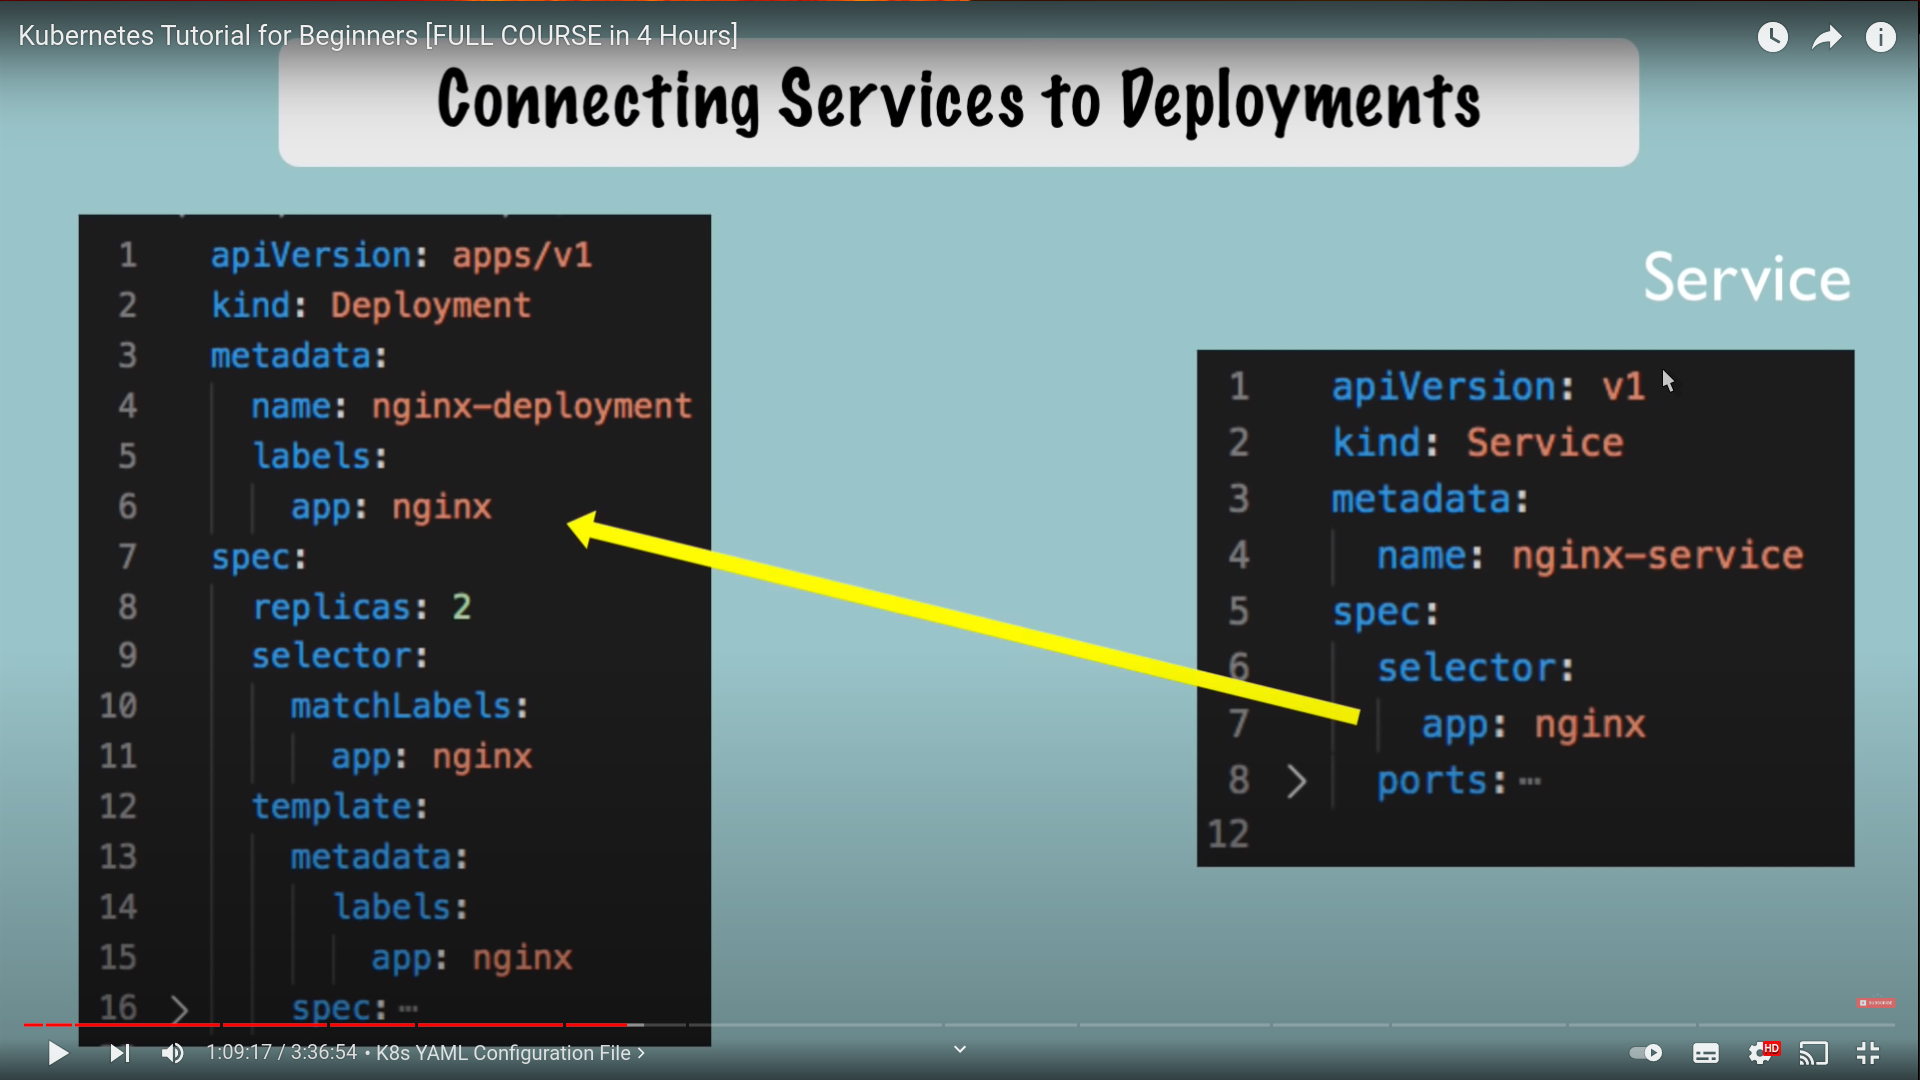 Kubernetes Tutorial for Beginners [FULL COURSE in 4 Hours]
Connecting Services to Deployments
1 apiVersion: apps/v1
2 kind: Deployment
3 metadata:
4 name: nginx-deployment
5 labels:
6 app: nginx
7 spec:
8 replicas: 2
9 selector:
10 matchLabels:
11 app: nginx
12 template:
13 metadata:
14 labels:
15 app: nginx
16 spec:···
Service
1 apiVersion: v1
2 kind: Service
3 metadata:
4 name: nginx-service
5 spec:
6 selector:
7 app: nginx
8 ports:···
12
SUBSCRIBE
1:09:17 / 3:36:54 • K8s YAML Configuration File
HD